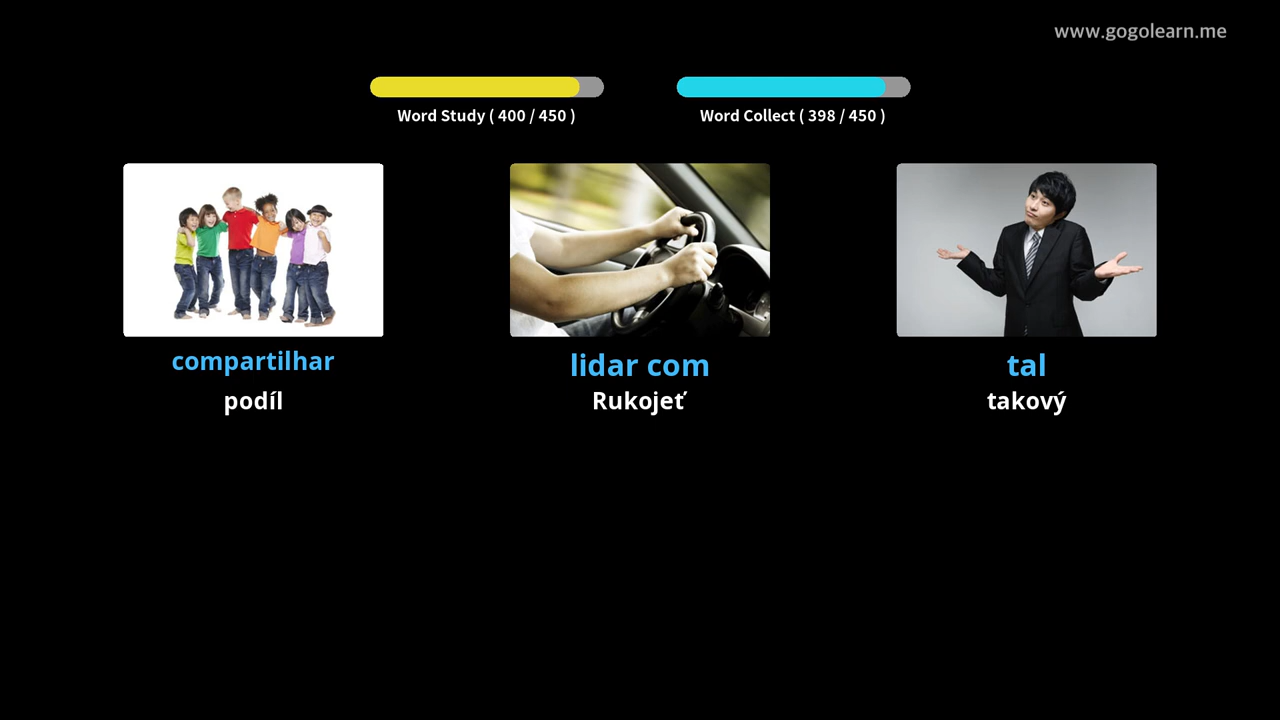 www.gogolearn.me
Word Study ( 400 / 450 )
Word Collect ( 398 / 450 )
compartilhar
podíl
lidar com
Rukojeť
tal
takový